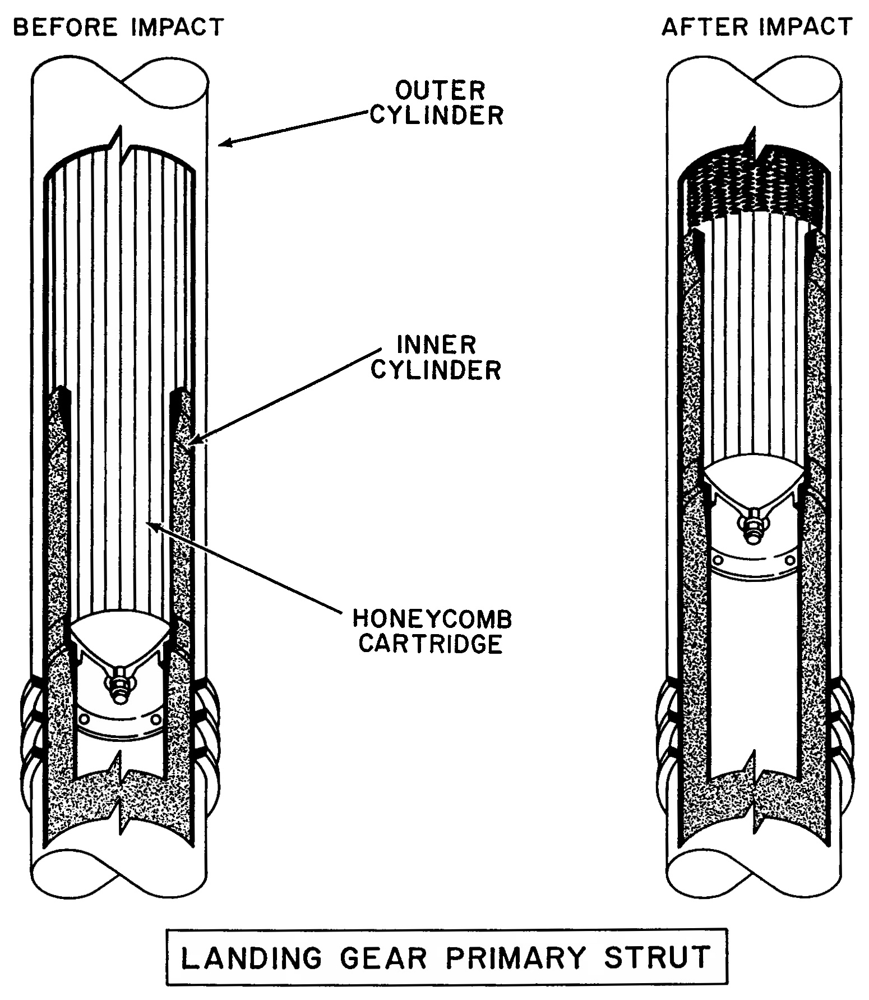 BEFORE IMPACT
AFTER IMPACT
OUTER
CYLINDER
INNER
CYLINDER
HONEYCOMB
CARTRIDGE
LANDING GEAR PRIMARY STRUT